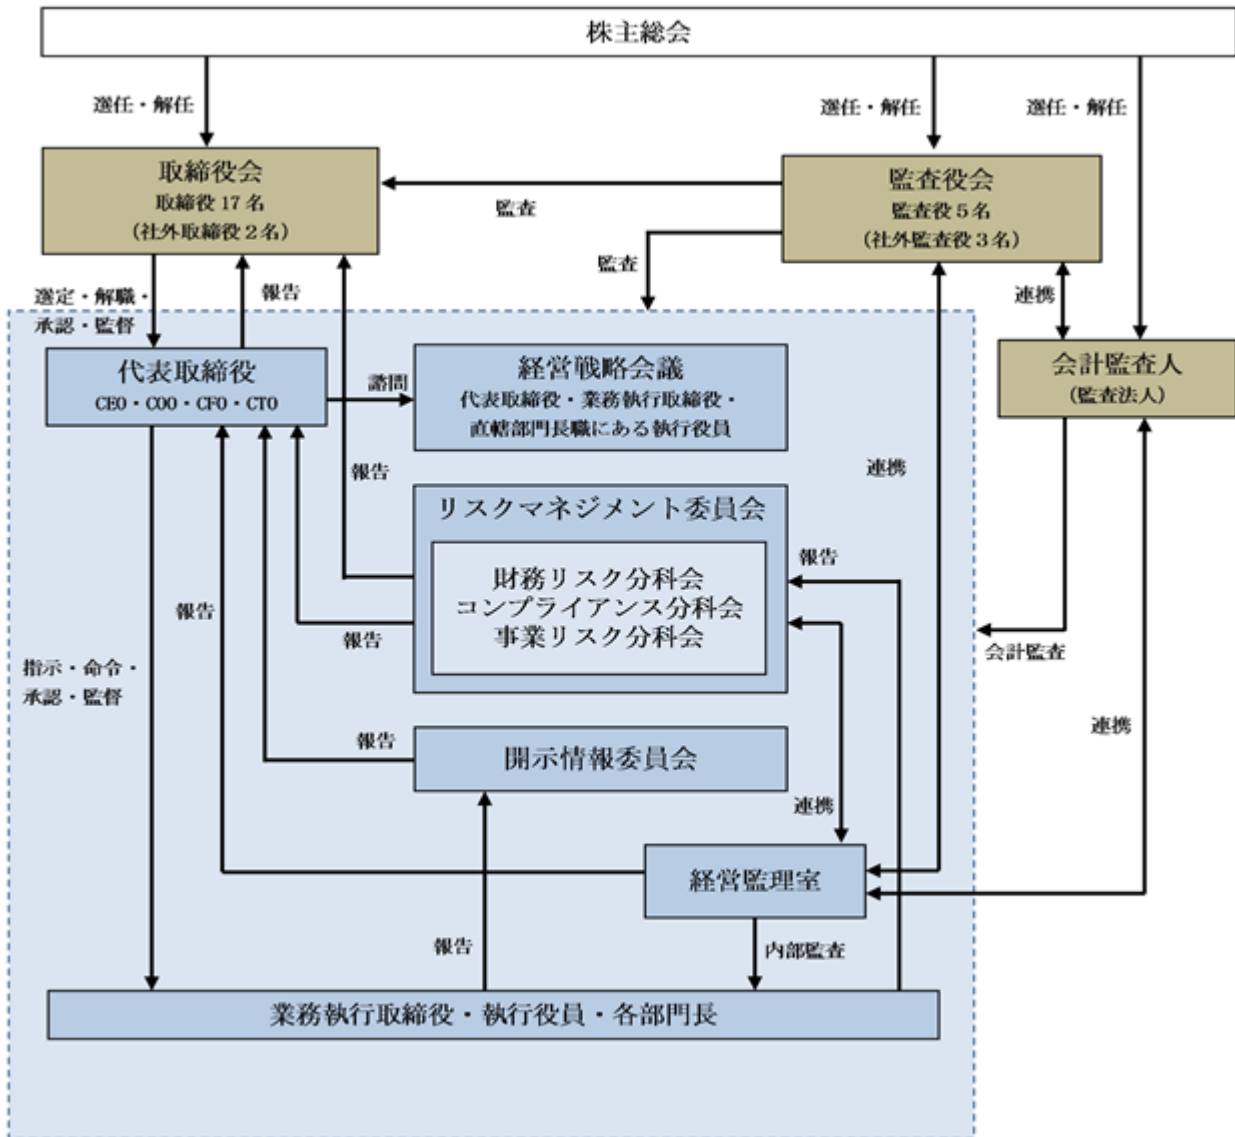 株主総会
選任・解任
選任・解任
選任・解任
取締役会
取締役 17 名
（社外取締役 2 名）
監査役会
監査役 5 名
（社外監査役 3 名）
監査
監査
選定・解職・
承認・監督
報告
連携
代表取締役
CEO・COO・CFO・CTO
諮問
経営戦略会議
代表取締役・業務執行取締役・
直轄部門長職にある執行役員
会計監査人
（監査法人）
報告
連携
リスクマネジメント委員会
財務リスク分科会
コンプライアンス分科会
事業リスク分科会
報告
報告
報告
会計監査
指示・命令・
承認・監督
報告
開示情報委員会
連携
連携
経営監理室
報告
内部監査
業務執行取締役・執行役員・各部門長